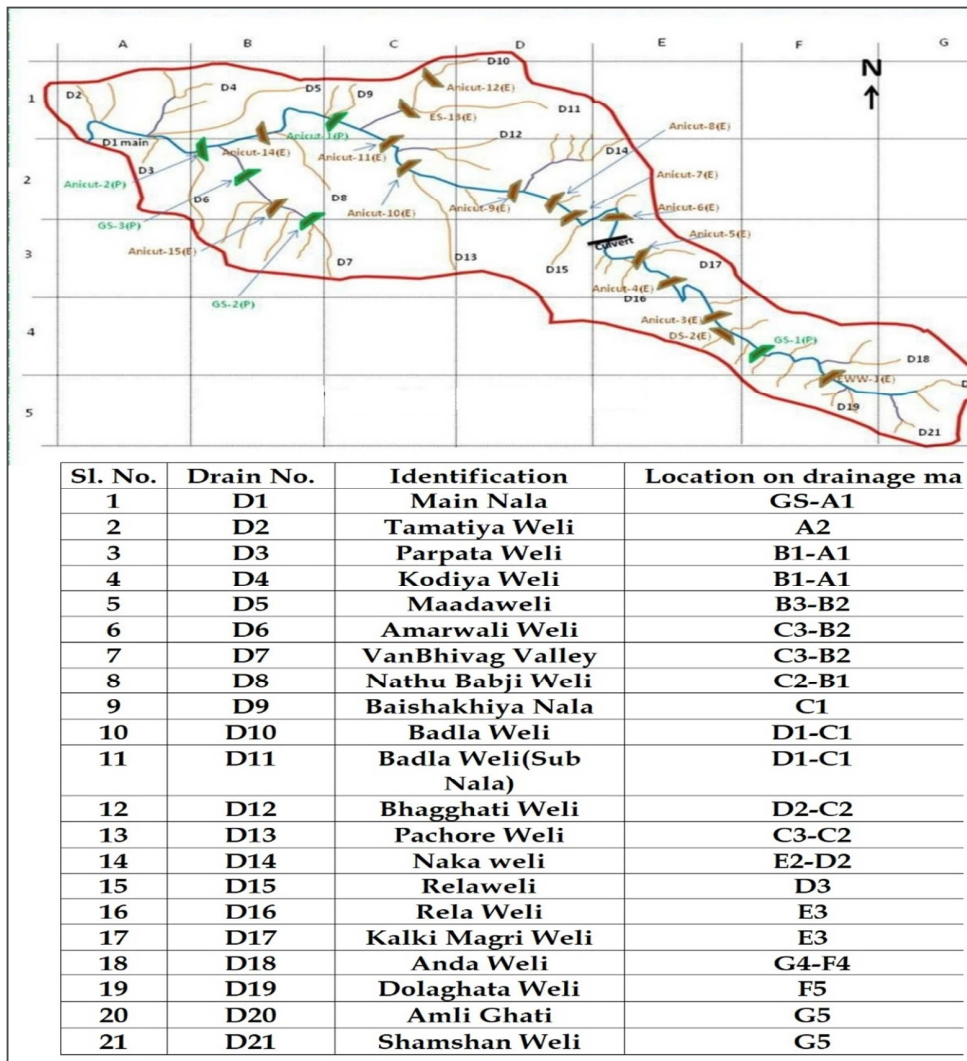 A B C D E F G
N
1
2
3
4
5
D2
D4
D5
D9
D10
Anicut-12(E)
ES-13(E)
D11
D1 main
Anicut-1(P)
Anicut-14(E)
Anicut-11(E)
D12
Anicut-8(E)
D14
Anicut-7(E)
D3
Anicut-2(P)
D6
D8
GS-3(P)
Anicut-10(E)
Anicut-9(E)
Anicut-6(E)
Anicut-5(E)
Anicut-15(E)
Culvert
D7
D13
D15
D17
GS-2(P)
Anicut-4(E)
D16
Anicut-3(E)
DS-2(E)
GS-1(P)
D18
D19
D21
Sl. No. Drain No. Identification Location on drainage ma
1 D1 Main Nala GS-A1
2 D2 Tamatiya Weli A2
3 D3 Parpata Weli B1-A1
4 D4 Kodiya Weli B1-A1
5 D5 Maadaweli B3-B2
6 D6 Amarwali Weli C3-B2
7 D7 VanBhivag Valley C3-B2
8 D8 Nathu Babji Weli C2-B1
9 D9 Baishakhiya Nala C1
10 D10 Badla Weli D1-C1
11 D11 Badla Weli(Sub D1-C1
Nala)
12 D12 Bhagghati Weli D2-C2
13 D13 Pachore Weli C3-C2
14 D14 Naka weli E2-D2
15 D15 Relaweli D3
16 D16 Rela Weli E3
17 D17 Kalki Magri Weli E3
18 D18 Anda Weli G4-F4
19 D19 Dolaghata Weli F5
20 D20 Amli Ghati G5
21 D21 Shamshan Weli G5